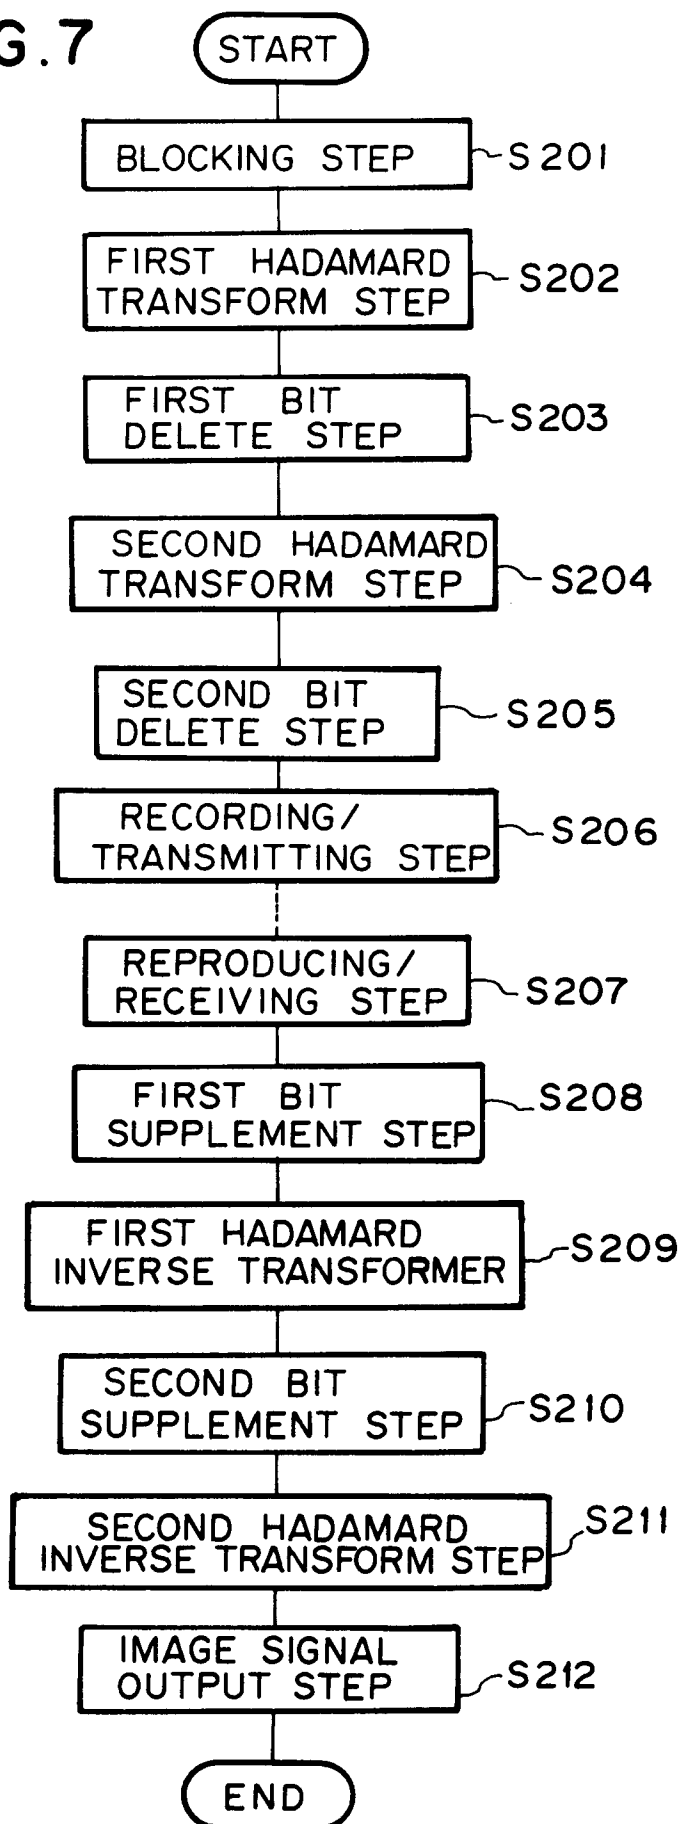 G.7
START
BLOCKING STEP
S201
FIRST HADAMARD
TRANSFORM STEP
S202
FIRST BIT
DELETE STEP
S203
SECOND HADAMARD
TRANSFORM STEP
S204
SECOND BIT
DELETE STEP
S205
RECORDING/
TRANSMITTING STEP
S206
REPRODUCING/
RECEIVING STEP
S207
FIRST BIT
SUPPLEMENT STEP
S208
FIRST HADAMARD
INVERSE TRANSFORMER
S209
SECOND BIT
SUPPLEMENT STEP
S210
SECOND HADAMARD
INVERSE TRANSFORM STEP
S211
IMAGE SIGNAL
OUTPUT STEP
S212
END